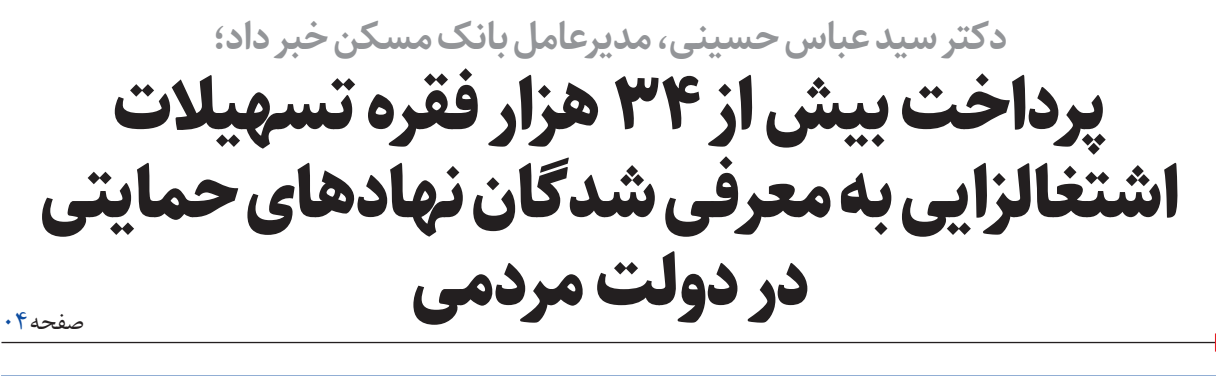 دکتر سید عباس حسینی، مدیرعامل بانک مسکن خبر داد؛
پرداخت بیش از ۳۴ هزار فقره تسهیلات
اشتغالزایی به معرفی شدگان نهادهای حمایتی
در دولت مردمی
صفحه ۰۴